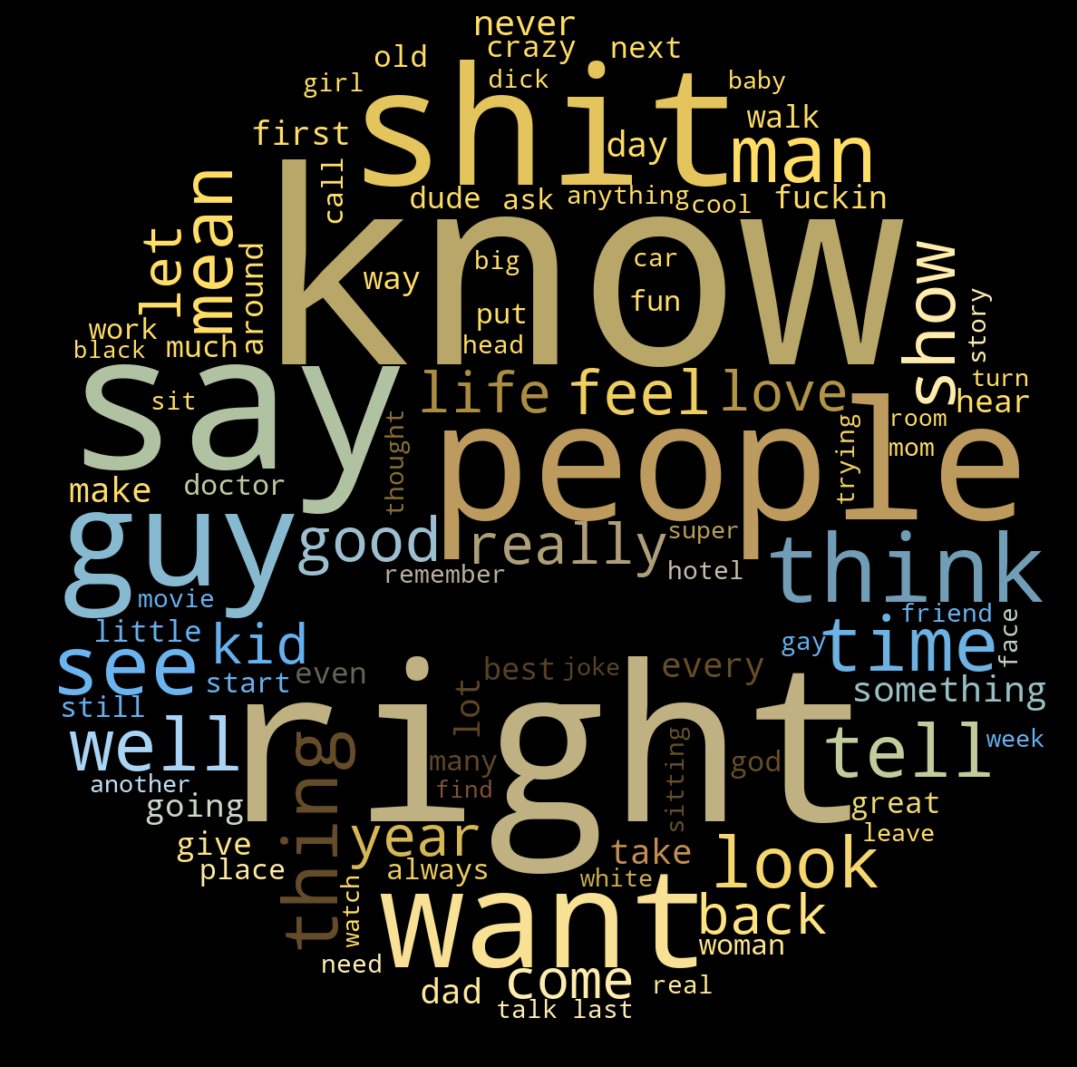 never
crazy
next
old
girl
dick
baby
shit
walk
first
day
man
call
dude
ask
anything
cool
fuckin
know
mean
let
around
way
big
car
put
fun
head
show
story
work
black
much
say
sit
life
feel
love
turn
hear
room
mom
people
trying
thought
make
doctor
guy
good
really
super
remember
hotel
think
movie
friend
little
kid
see
start
even
best
joke
every
gay
time
face
still
lot
something
well
right
tell
week
another
many
find
god
sitting
going
thing
great
leave
give
year
take
look
place
always
white
watch
want
back
woman
need
come
dad
real
talk
last